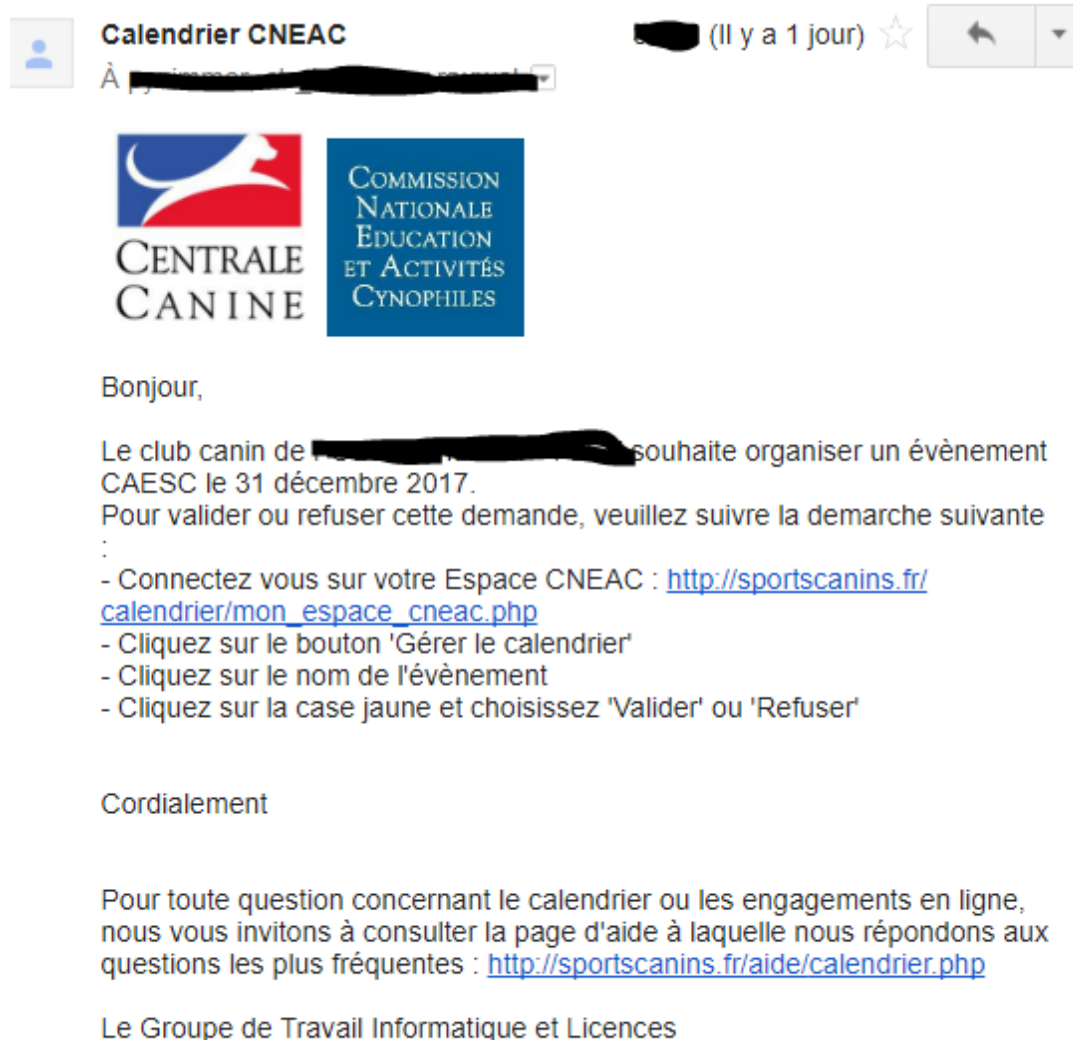 Calendrier CNEAC
(Il y a 1 jour)
À
CENTRALE
CANINE
COMMISSION
NATIONALE
EDUCATION
ET ACTIVITÉS
CYNOPHILES
Bonjour,
Le club canin de souhaite organiser un évènement
CAESC le 31 décembre 2017.
Pour valider ou refuser cette demande, veuillez suivre la demarche suivante
:
- Connectez vous sur votre Espace CNEAC : http://sportscanins.fr/
calendrier/mon_espace_cneac.php
- Cliquez sur le bouton 'Gérer le calendrier'
- Cliquez sur le nom de l'évènement
- Cliquez sur la case jaune et choisissez 'Valider' ou 'Refuser'
Cordialement
Pour toute question concernant le calendrier ou les engagements en ligne,
nous vous invitons à consulter la page d'aide à laquelle nous répondons aux
questions les plus fréquentes : http://sportscanins.fr/aide/calendrier.php
Le Groupe de Travail Informatique et Licences